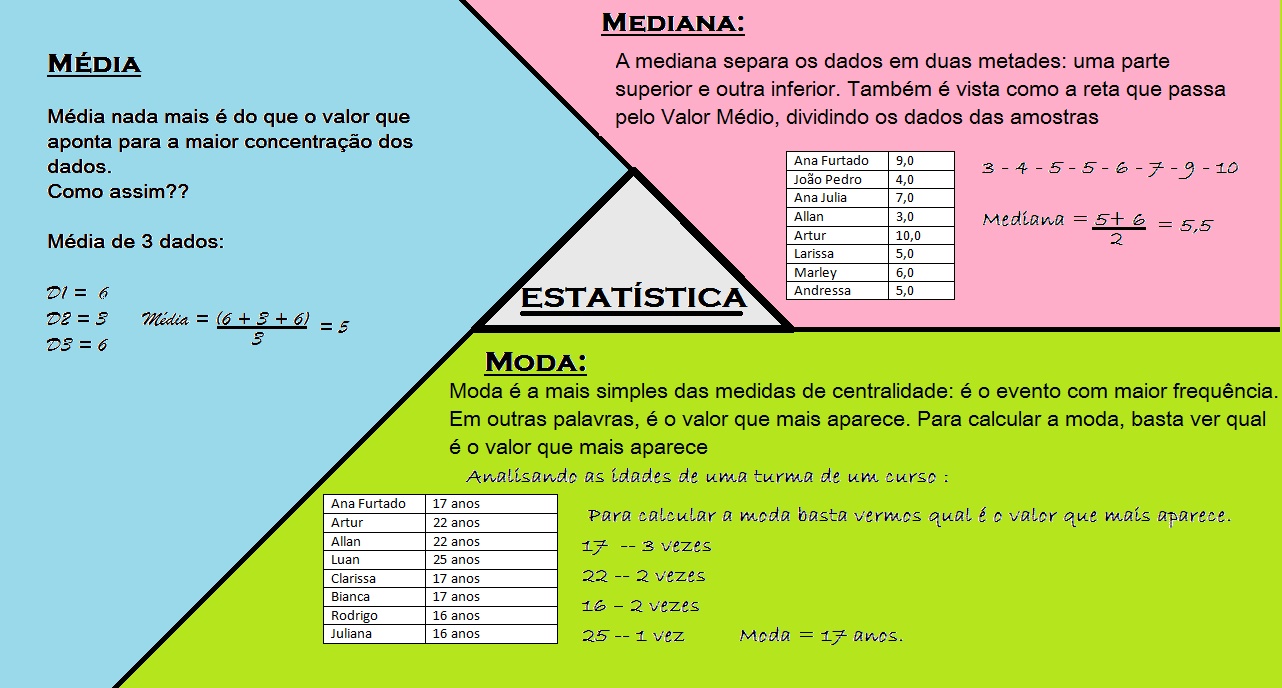 MÉDIA
Média nada mais é do que o valor que
aponta para a maior concentração dos
dados.
Como assim??
Média de 3 dados:
D1 = 6
D2 = 3
D3 = 6
Média = (6 + 3 + 6) = 5
3
MEDIANA:
A mediana separa os dados em duas metades: uma parte
superior e outra inferior. Também é vista como a reta que passa
pelo Valor Médio, dividindo os dados das amostras
Ana Furtado 9,0
João Pedro 4,0
Ana Julia 7,0
Allan 3,0
Artur 10,0
Larissa 5,0
Marley 6,0
Andressa 5,0
3 - 4 - 5 - 5 - 6 - 7 - 9 - 10
Mediana = 5+ 6 = 5,5
2
ESTATÍSTICA
MODA:
Moda é a mais simples das medidas de centralidade: é o evento com maior frequência.
Em outras palavras, é o valor que mais aparece. Para calcular a moda, basta ver qual
é o valor que mais aparece
Analisando as idades de uma turma de um curso :
Ana Furtado 17 anos
Artur 22 anos
Allan 22 anos
Luan 25 anos
Clarissa 17 anos
Bianca 17 anos
Rodrigo 16 anos
Juliana 16 anos
Para calcular a moda basta vermos qual é o valor que mais aparece.
17 -- 3 vezes
22 -- 2 vezes
16 – 2 vezes
25 -- 1 vez Moda = 17 anos.